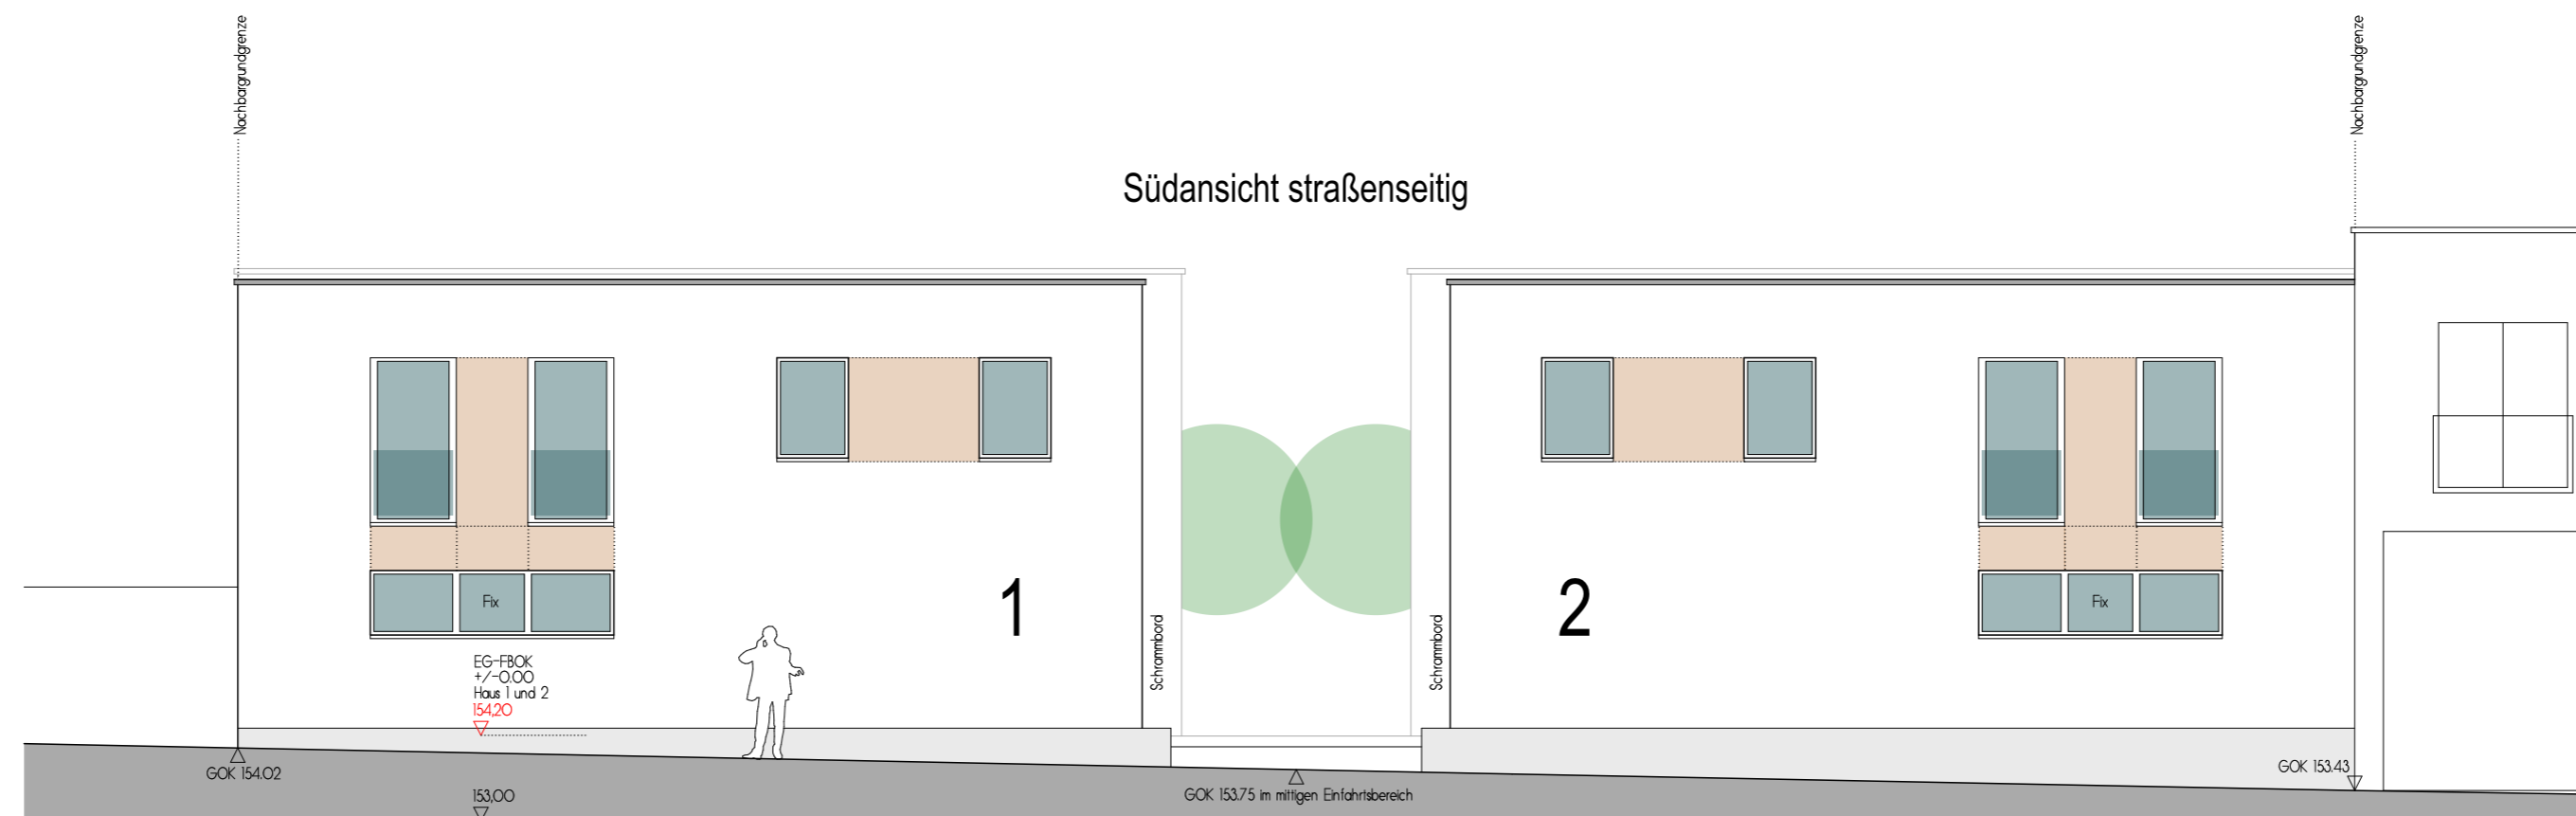 Nachbargrundgrenze
Nachbargrundgrenze
Südansicht straßenseitig
Fix
1
2
Fix
Schrammbord
Schrammbord
EG-FBOK
+/-0.00
Haus 1 und 2
154,20
GOK 154.02
GOK 153.43
153,00
GOK 153.75 im mittigen Einfahrtsbereich